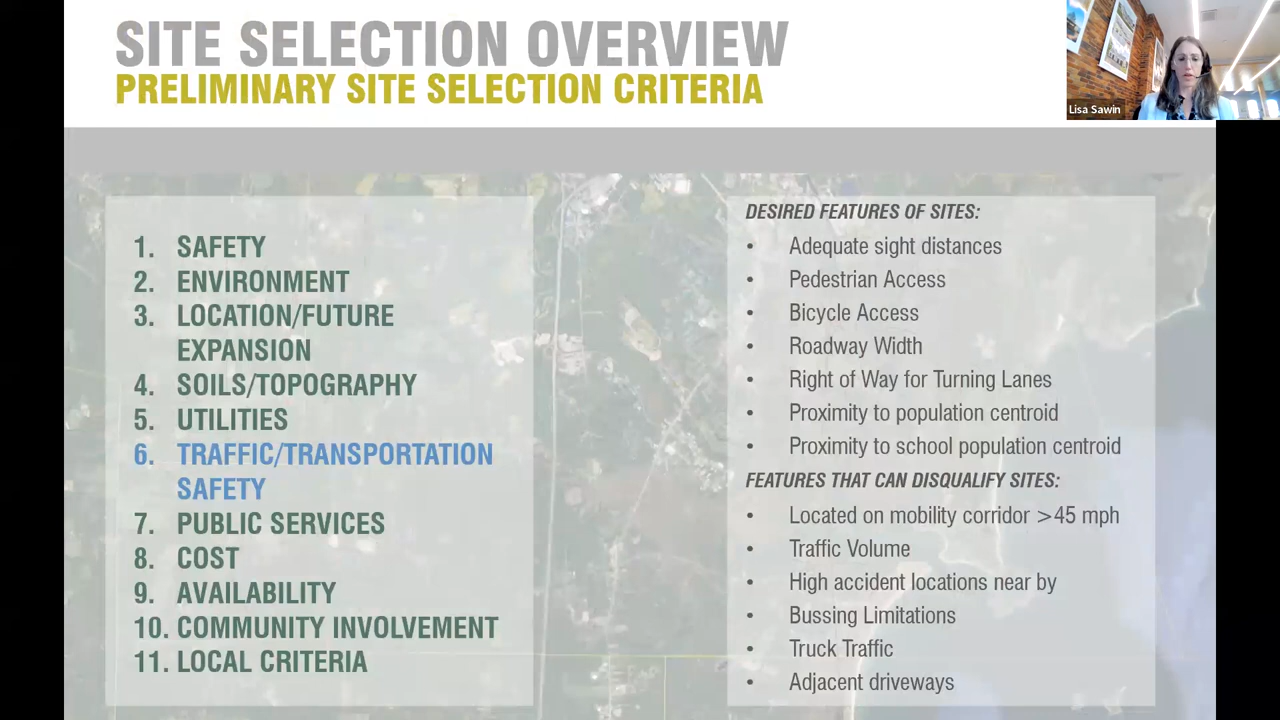 SITE SELECTION OVERVIEW
PRELIMINARY SITE SELECTION CRITERIA
Lisa Sawin
1. SAFETY
2. ENVIRONMENT
3. LOCATION/FUTURE
EXPANSION
4. SOILS/TOPOGRAPHY
5. UTILITIES
6. TRAFFIC/TRANSPORTATION
SAFETY
7. PUBLIC SERVICES
8. COST
9. AVAILABILITY
10. COMMUNITY INVOLVEMENT
11. LOCAL CRITERIA
DESIRED FEATURES OF SITES:
• Adequate sight distances
• Pedestrian Access
• Bicycle Access
• Roadway Width
• Right of Way for Turning Lanes
• Proximity to population centroid
• Proximity to school population centroid
FEATURES THAT CAN DISQUALIFY SITES:
• Located on mobility corridor >45 mph
• Traffic Volume
• High accident locations near by
• Bussing Limitations
• Truck Traffic
• Adjacent driveways